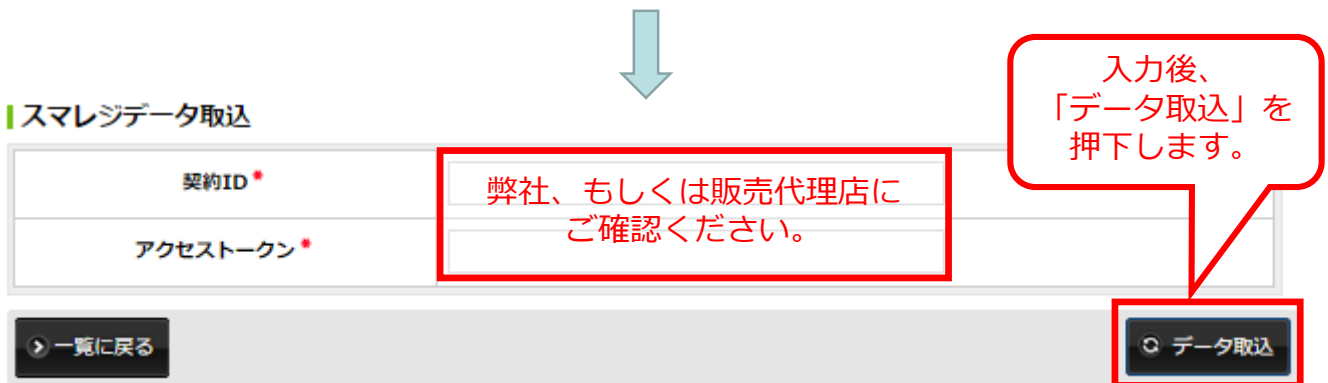 入力後、
「データ取込」を
押下します。
スマレジデータ取込
契約ID*
弊社、もしくは販売代理店に
ご確認ください。
アクセストークン*
一覧に戻る
データ取込